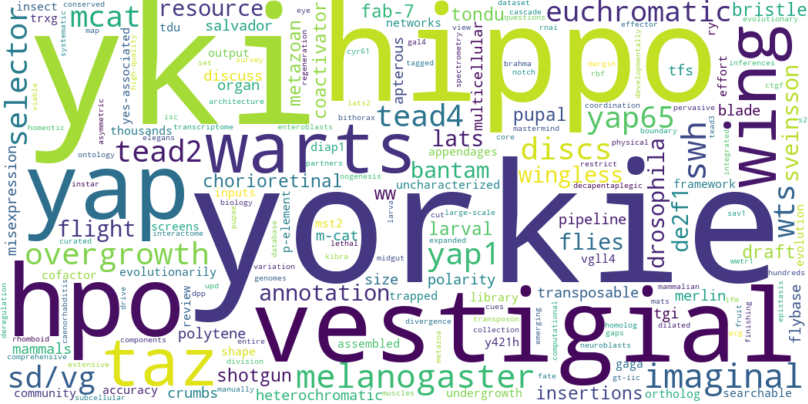 trxg
insect
mcat
resource
salvador
tdu
output
discuss
organ
yes-associated
metazoan
coactivator
fab-7
networks
tondu
euchromatic
bristle
selector
yki
hippo
wing
thousands
tead4
yap65
tfs
multicellular
apterous
pupal
effort
blade
ry
misexpression
tead2
warts
lats
discs
swh
sveinsson
chorioretinal
bantam
wingless
appendages
uncharacterized
drosophila
de2f1
wts
framework
yap
yorkie
flight
screens
p-element
inputs
ww
m-cat
mst2
larval
flies
pipeline
vgll4
draft
overgrowth
cofactor
evolutionarily
yap1
size
polarity
transposable
merlin
flybase
hpo
vestigial
annotation
polytene
review
trapped
library
tgi
mammals
taz
shape
shotgun
assembled
y421h
gaga
sd/vg
melanogaster
imaginal
community
accuracy
crumbs
heterochromatic
undergrowth
insertions
ortholog
searchable
diap1
partners
oogenesis
homeotic
viable
ontology
elegans
asymmetric
transcriptome
enteroblasts
architecture
survey
set
isc
bithorax
brahma
notch
mastermind
core
rbf
margin
coordination
boundary
physical
restrict
decapentaplegic
pervasive
integrated
developmentally
inferences
ctgf
questions
dataset
cascade
effector
evolutionary
conserved
map
systematic
high-quality
regeneration
eye
cyr61
lats2
tagged
gal4
view
spectrometry
rnai
tead3
evolution
instar
biology
pupae
interactome
curated
database
lethal
kibra
larva
cut
large-scale
expanded
midgut
sav1
wwtr1
hundreds
mammalian
mats
ifm
epistasis
fruit
dilated
finishing
homolog
gaps
computational
emerging
cues
collection
transposon
divergence
metazoa
neuroblasts
gt-iic
fate
muscles
variation
genomes
upd
dpp
entire
drive
components
caenorhabditis
rhomboid
deregulation
comprehensive
extensive
subcellular
division
manually